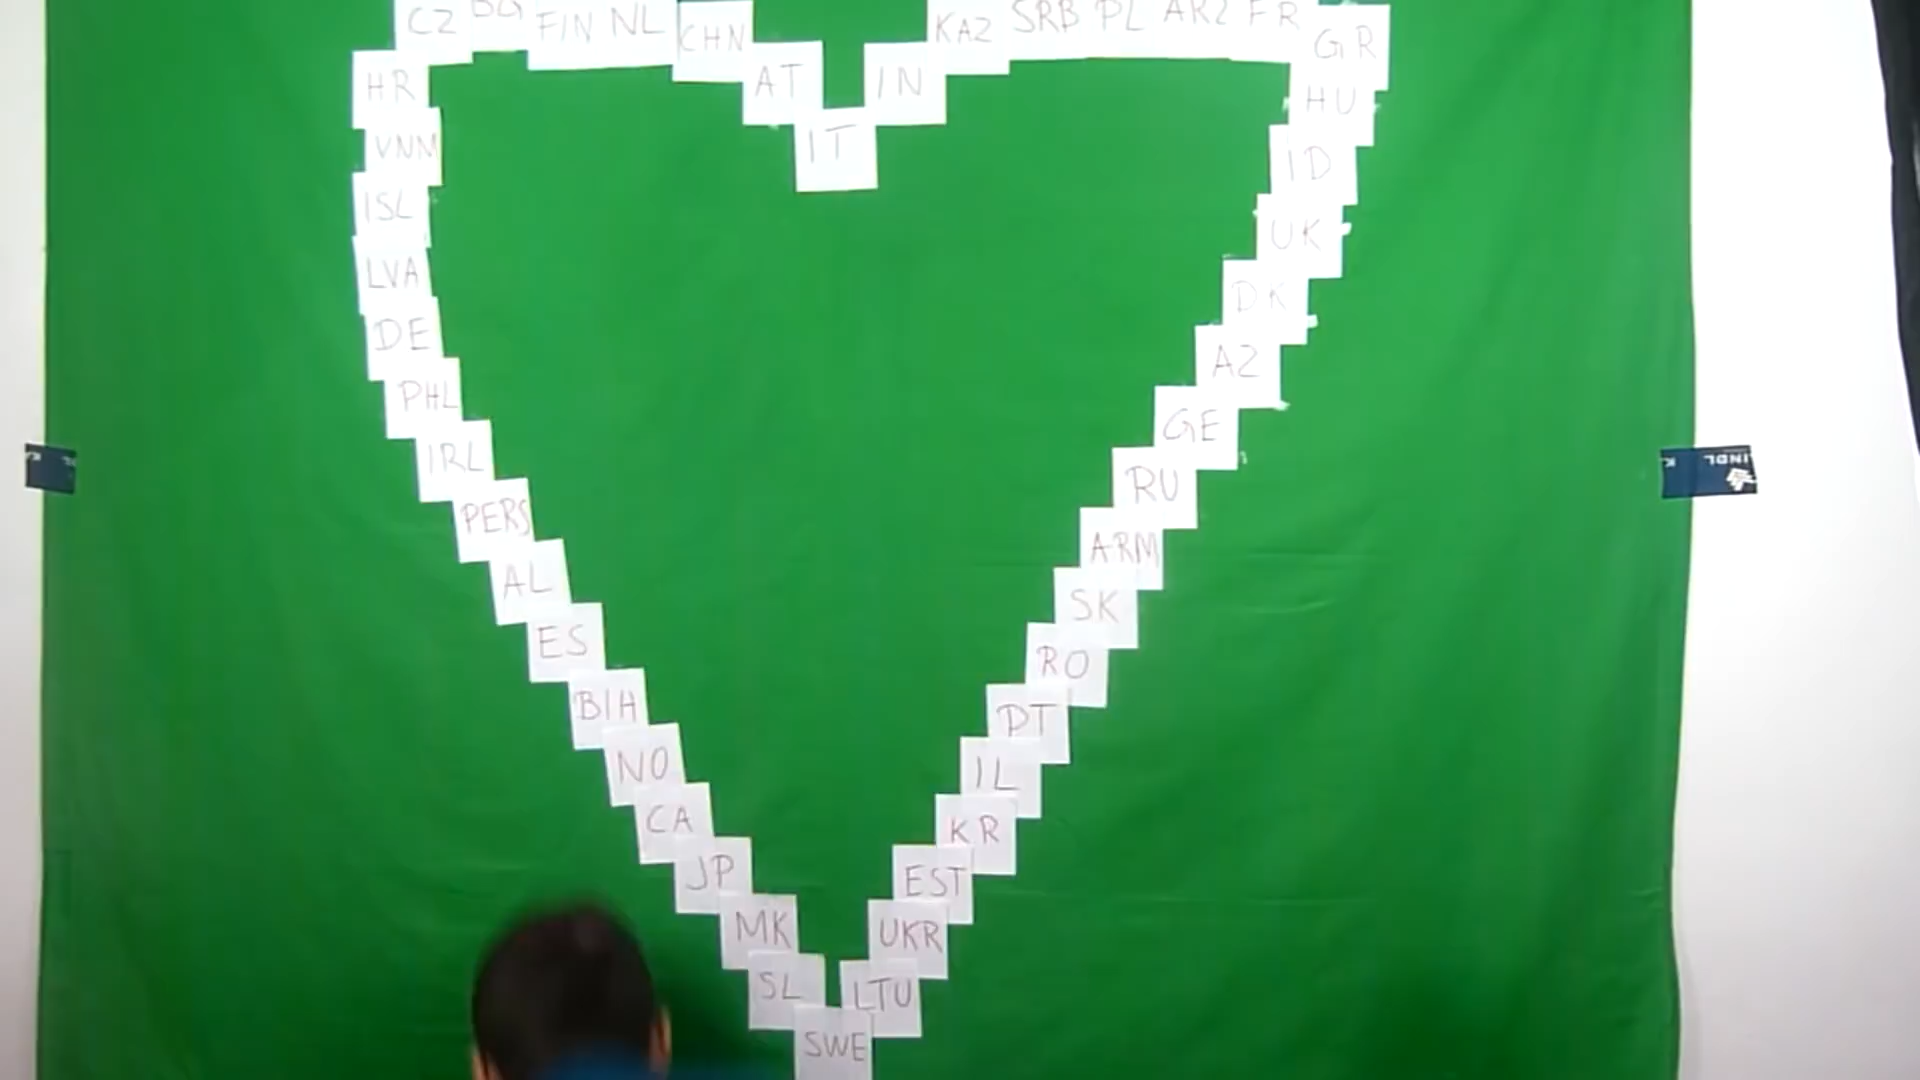 CZ BG FIN NL CHN KAZ SRB PL ARZ FR GR
HR AT IN HU
VNM IT ID
ISL UK
LVA DK
DE AZ
PHL GE
IRL RU
PERS ARM
AL SK
ES RO
BIH PT
NO IL
CA KR
JP EST
MK UKR
SL LTU
SWE